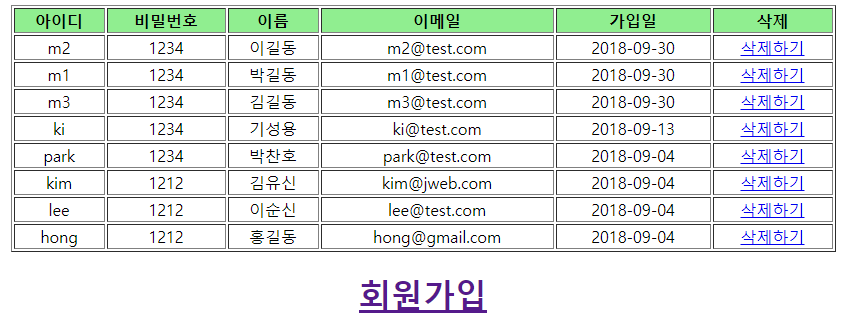 아이디 비밀번호 이름 이메일 가입일 삭제
m2 1234 이길동 m2@test.com 2018-09-30 삭제하기
m1 1234 박길동 m1@test.com 2018-09-30 삭제하기
m3 1234 김길동 m3@test.com 2018-09-30 삭제하기
ki 1234 기성용 ki@test.com 2018-09-13 삭제하기
park 1234 박찬호 park@test.com 2018-09-04 삭제하기
kim 1212 김유신 kim@jweb.com 2018-09-04 삭제하기
lee 1212 이순신 lee@test.com 2018-09-04 삭제하기
hong 1212 홍길동 hong@gmail.com 2018-09-04 삭제하기
회원가입